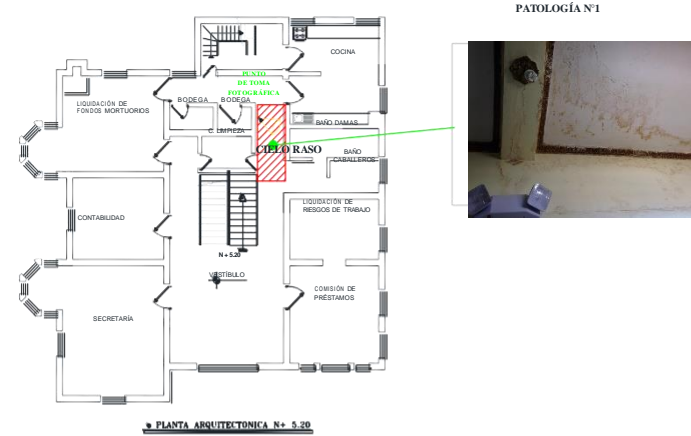 PATOLOGÍA N°1
COCINA
PUNTO
DE TOMA
FOTOGRÁFICA
LIQUIDACIÓN DE
FONDOS MORTUORIOS
BODEGA
BODEGA
BAÑO DAMAS
C. LIMPIEZA
CIELO RASO
BAÑO
CABALLEROS
LIQUIDACIÓN DE
RIESGOS DE TRABAJO
CONTABILIDAD
N + 5.20
VESTÍBULO
COMISIÓN DE
PRÉSTAMOS
SECRETARÍA
PLANTA ARQUITECTONICA N+ 5.20